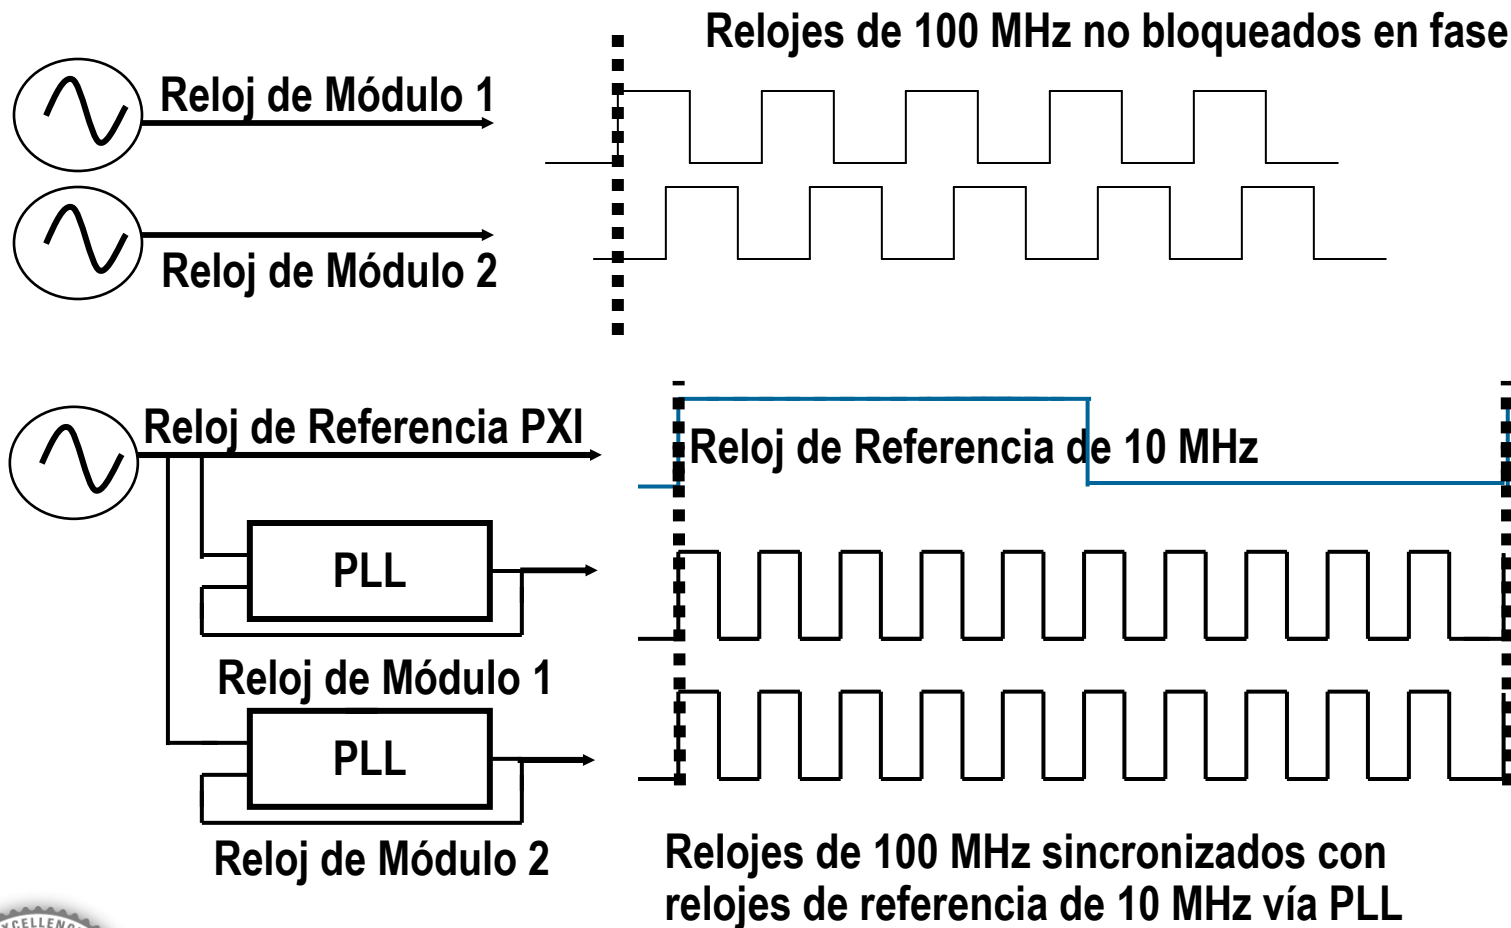 Relojes de 100 MHz no bloqueados en fase
Reloj de Módulo 1
Reloj de Módulo 2
Reloj de Referencia PXI
Reloj de Referencia de 10 MHz
PLL
Reloj de Módulo 1
PLL
Reloj de Módulo 2
Relojes de 100 MHz sincronizados con
relojes de referencia de 10 MHz vía PLL